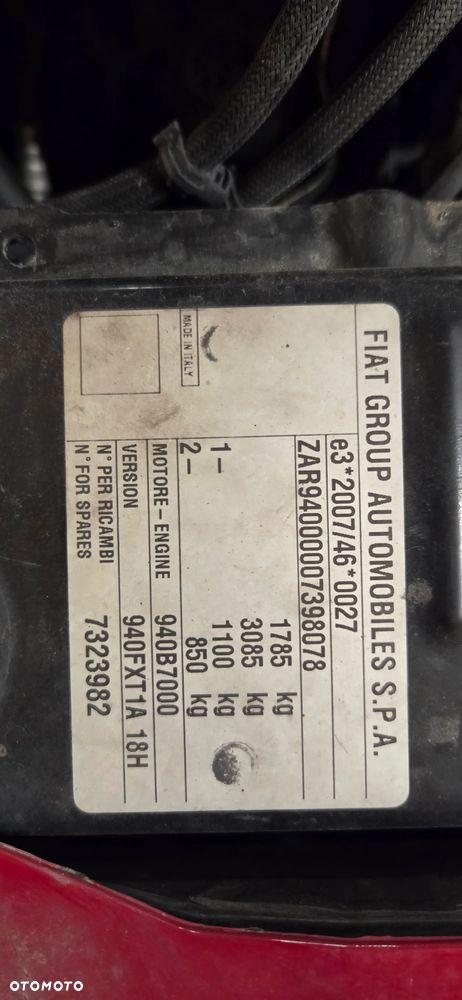 FIAT GROUP AUTOMOBILES S.P.A.
e3*2007/46*0027
ZAR94000007398078
1785 kg
3085 kg
1– 1100 kg
2– 850 kg
MADE IN ITALY
MOTORE – ENGINE 940B7000
VERSION 940FXT1A 18H
N° PER RICAMBI
N° FOR SPARES 7323982
OTOMOTO